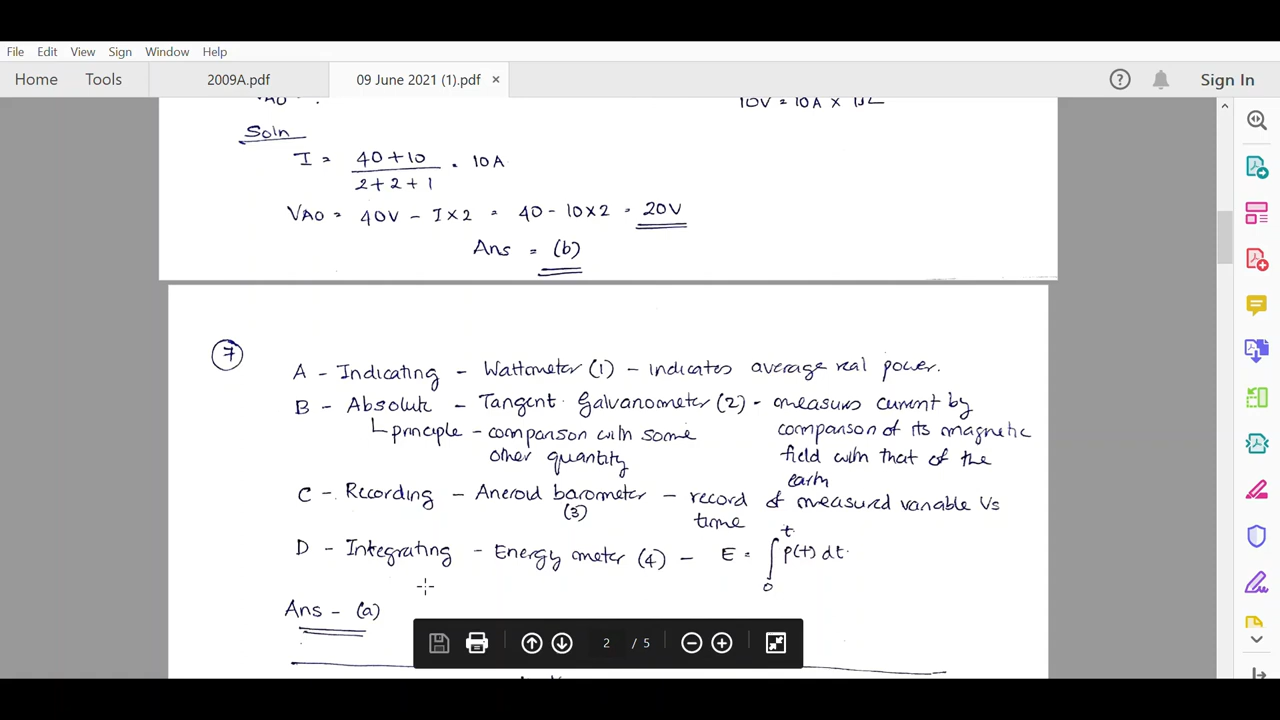 File Edit View Sign Window Help
Home Tools 2009A.pdf 09 June 2021 (1).pdf × Sign In
VAO = ?
10V = 10A × 1Ω
Soln
I = 40+10 / 2+2+1 = 10A
VAO = 40V - I×2 = 40 - 10×2 = 20V
Ans = (b)
7
A - Indicating - Wattmeter (1) - indicates average real power.
B - Absolute - Tangent Galvanometer (2) - measures current by
principle - comparison with some comparison of its magnetic
other quantity field with that of the
earth
C - Recording - Aneroid barometer - record of measured variable Vs
(3) time
D - Integrating - Energy meter (4) - E = ∫₀ᵗ p(t) dt.
Ans - (a)
2 / 5